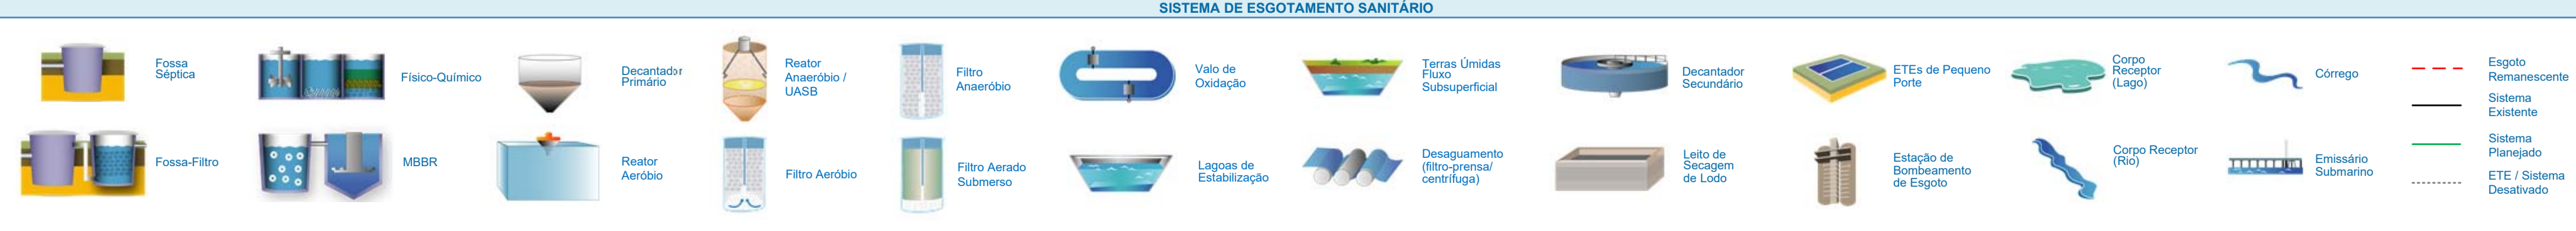 SISTEMA DE ESGOTAMENTO SANITÁRIO
Fossa
Séptica
Físico-Químico
Decantador
Primário
Reator
Anaeróbio /
UASB
Filtro
Anaeróbio
Valo de
Oxidação
Terras Úmidas
Fluxo
Subsuperficial
Decantador
Secundário
ETEs de Pequeno
Porte
Corpo
Receptor
(Lago)
Córrego
Esgoto
Remanescente
Sistema
Existente
Fossa-Filtro
MBBR
Reator
Aeróbio
Filtro Aeróbio
Filtro Aerado
Submerso
Lagoas de
Estabilização
Desaguamento
(filtro-prensa/
centrífuga)
Leito de
Secagem
de Lodo
Estação de
Bombeamento
de Esgoto
Corpo Receptor
(Rio)
Emissário
Submarino
Sistema
Planejado
ETE / Sistema
Desativado